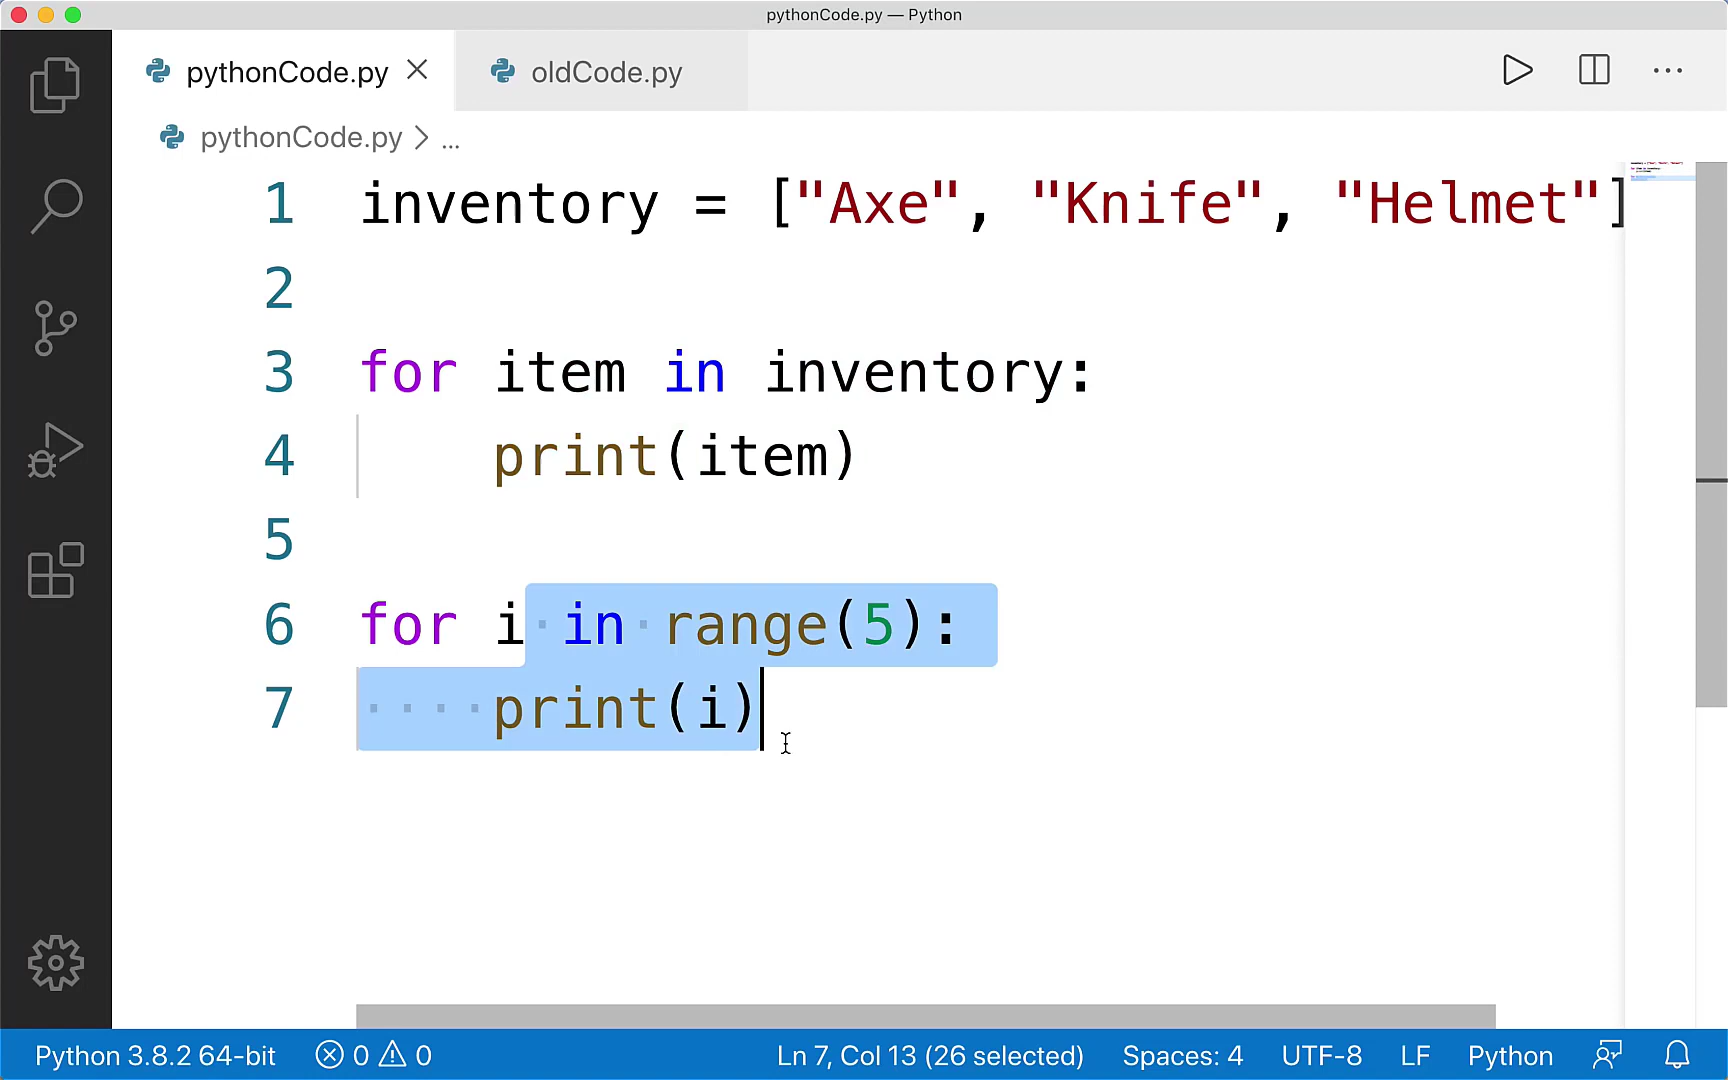 pythonCode.py — Python
pythonCode.py
oldCode.py
pythonCode.py > ...
1 inventory = ["Axe", "Knife", "Helmet"]
2
3 for item in inventory:
4     print(item)
5
6 for i in range(5):
7     print(i)
Python 3.8.2 64-bit 0 0 Ln 7, Col 13 (26 selected) Spaces: 4 UTF-8 LF Python